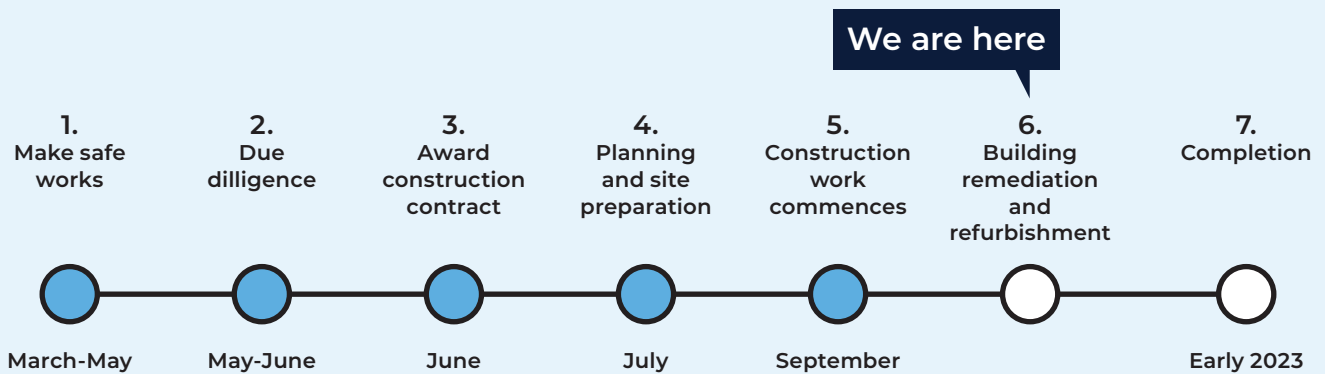 We are here
1.
Make safe
works
2.
Due
dilligence
3.
Award
construction
contract
4.
Planning
and site
preparation
5.
Construction
work
commences
6.
Building
remediation
and
refurbishment
7.
Completion
March-May
May-June
June
July
September
Early 2023